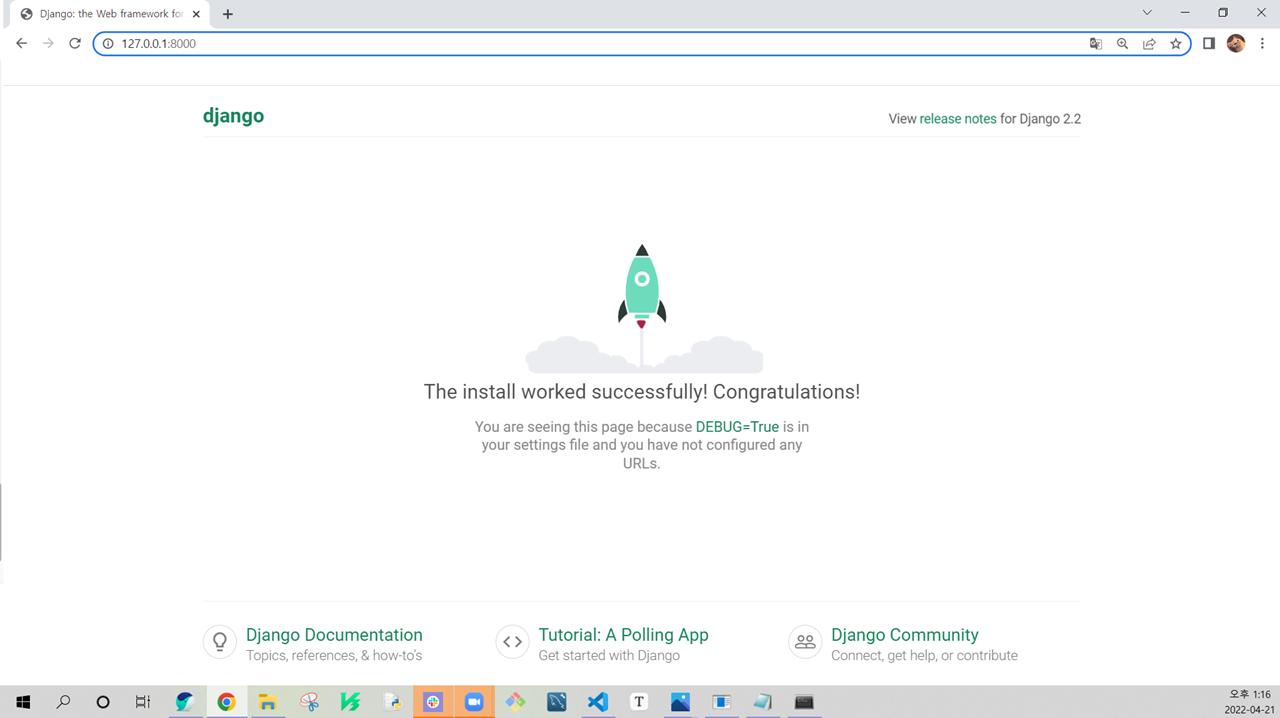 Django: the Web framework for
127.0.0.1:8000
django
View release notes for Django 2.2
The install worked successfully! Congratulations!
You are seeing this page because DEBUG=True is in
your settings file and you have not configured any
URLs.
Django Documentation
Topics, references, & how-to's
Tutorial: A Polling App
Get started with Django
Django Community
Connect, get help, or contribute
T
오후 1:16
2022-04-21